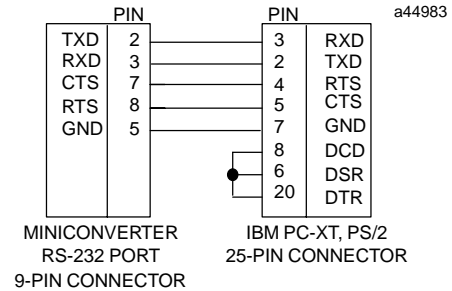 PIN PIN a44983
TXD 2 3 RXD
RXD 3 2 TXD
CTS 7 4 RTS
RTS 8 5 CTS
GND 5 7 GND
8 DCD
6 DSR
20 DTR
MINICONVERTER IBM PC-XT, PS/2
RS-232 PORT 25-PIN CONNECTOR
9-PIN CONNECTOR